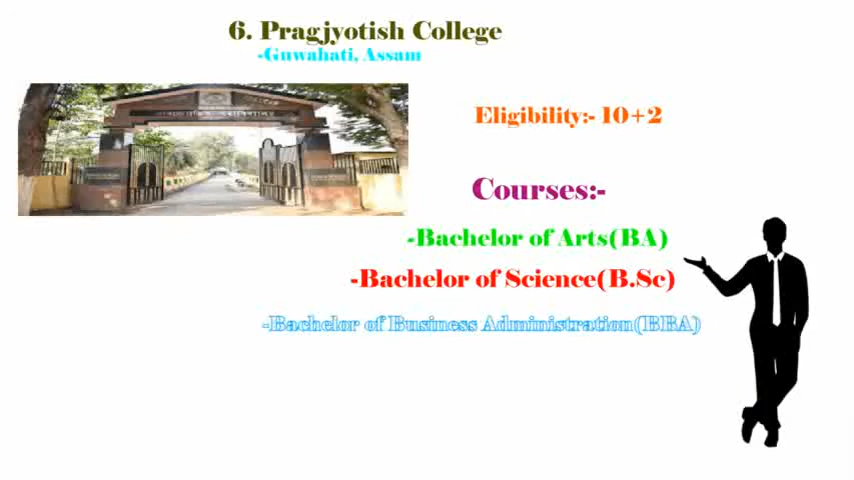 6. Pragjyotish College
-Guwahati, Assam
Eligibility:- 10+2
Courses:-
-Bachelor of Arts(BA)
-Bachelor of Science(B.Sc)
-Bachelor of Business Administration(BBA)